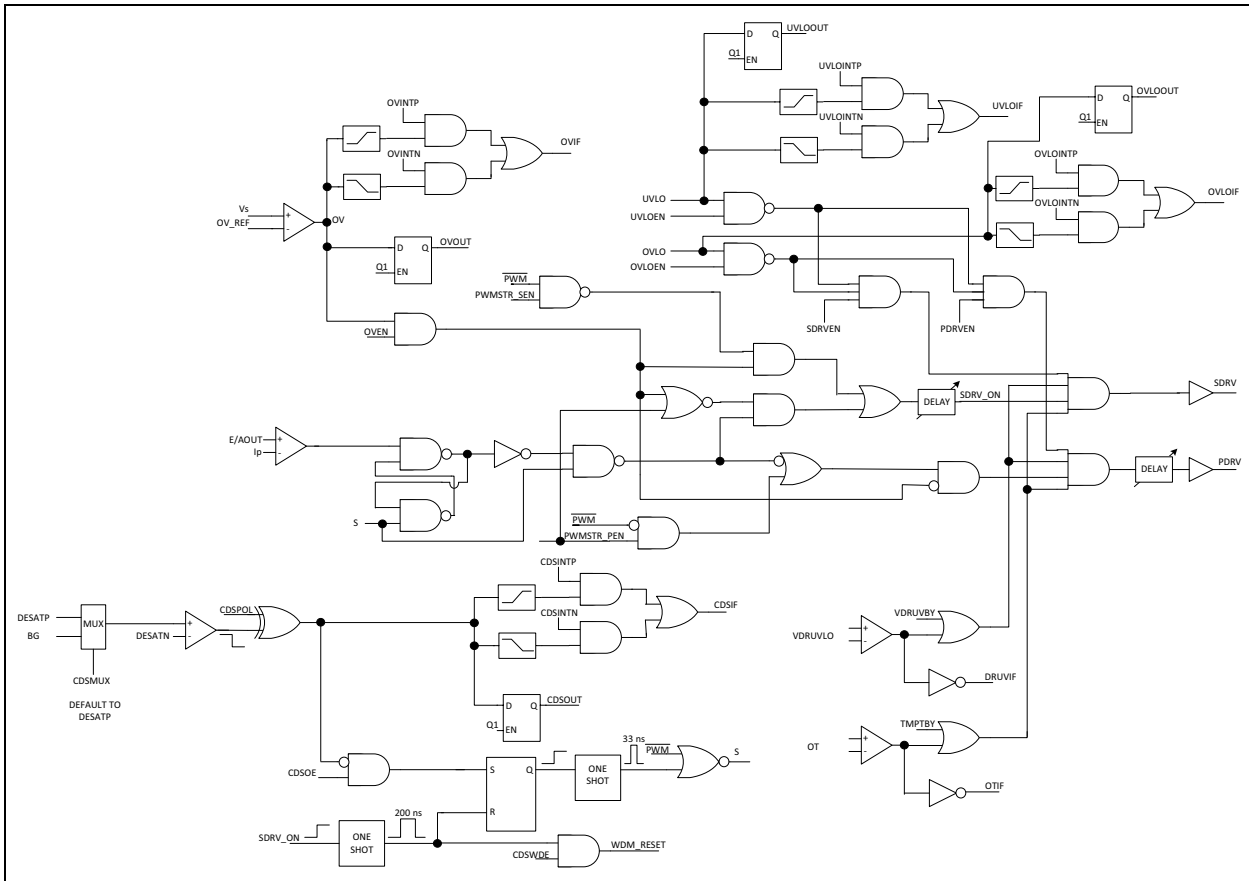 UVLOOUT
D Q
Q1
EN
UVLOINTP
UVLOINTN
UVLOIF
OVLOOUT
D Q
Q1
EN
OVLOINTP
OVLOINTN
OVLOIF
OVINTP
OVINTN
OVIF
Vs
OV_REF
+
-
OV
D Q
OVOUT
Q1
EN
UVLO
UVLOEN
OVLO
OVLOEN
PWM
PWMSTR_SEN
SDRVEN
PDRVEN
OVEN
DELAY
SDRV_ON
SDRV
E/AOUT
Ip
+
-
DELAY
PDRV
S
PWM
PWMSTR_PEN
CDSINTP
CDSINTN
CDSIF
DESATP
BG
MUX
CDSMUX
DEFAULT TO
DESATP
DESATN
+
-
CDSPOL
D Q
CDSOUT
Q1
EN
VDRUVLO
+
-
VDRUVBY
DRUVIF
OT
+
-
TMPTBY
OTIF
CDSOE
S Q
R
ONE
SHOT
33 ns
PWM
S
SDRV_ON
ONE
SHOT
200 ns
CDSWDE
WDM_RESET